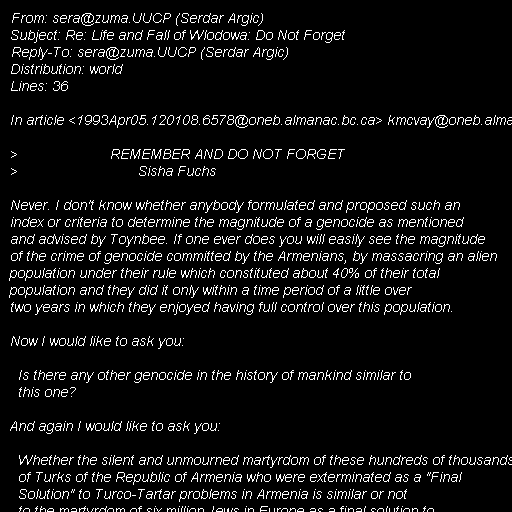 From: sera@zuma.UUCP (Serdar Argic)
Subject: Re: Life and Fall of Wlodowa: Do Not Forget
Reply-To: sera@zuma.UUCP (Serdar Argic)
Distribution: world
Lines: 36

In article <1993Apr05.120108.6578@oneb.almanac.bc.ca> kmcvay@oneb.alma

> REMEMBER AND DO NOT FORGET
> Sisha Fuchs

Never. I don't know whether anybody formulated and proposed such an
index or criteria to determine the magnitude of a genocide as mentioned
and advised by Toynbee. If one ever does you will easily see the magnitude
of the crime of genocide committed by the Armenians, by massacring an alien
population under their rule which constituted about 40% of their total
population and they did it only within a time period of a little over
two years in which they enjoyed having full control over this population.

Now I would like to ask you:

Is there any other genocide in the history of mankind similar to
this one?

And again I would like to ask you:

Whether the silent and unmourned martyrdom of these hundreds of thousands
of Turks of the Republic of Armenia who were exterminated as a "Final
Solution" to Turco-Tartar problems in Armenia is similar or not
to the martyrdom of six million Jews in Europe as a final solution to